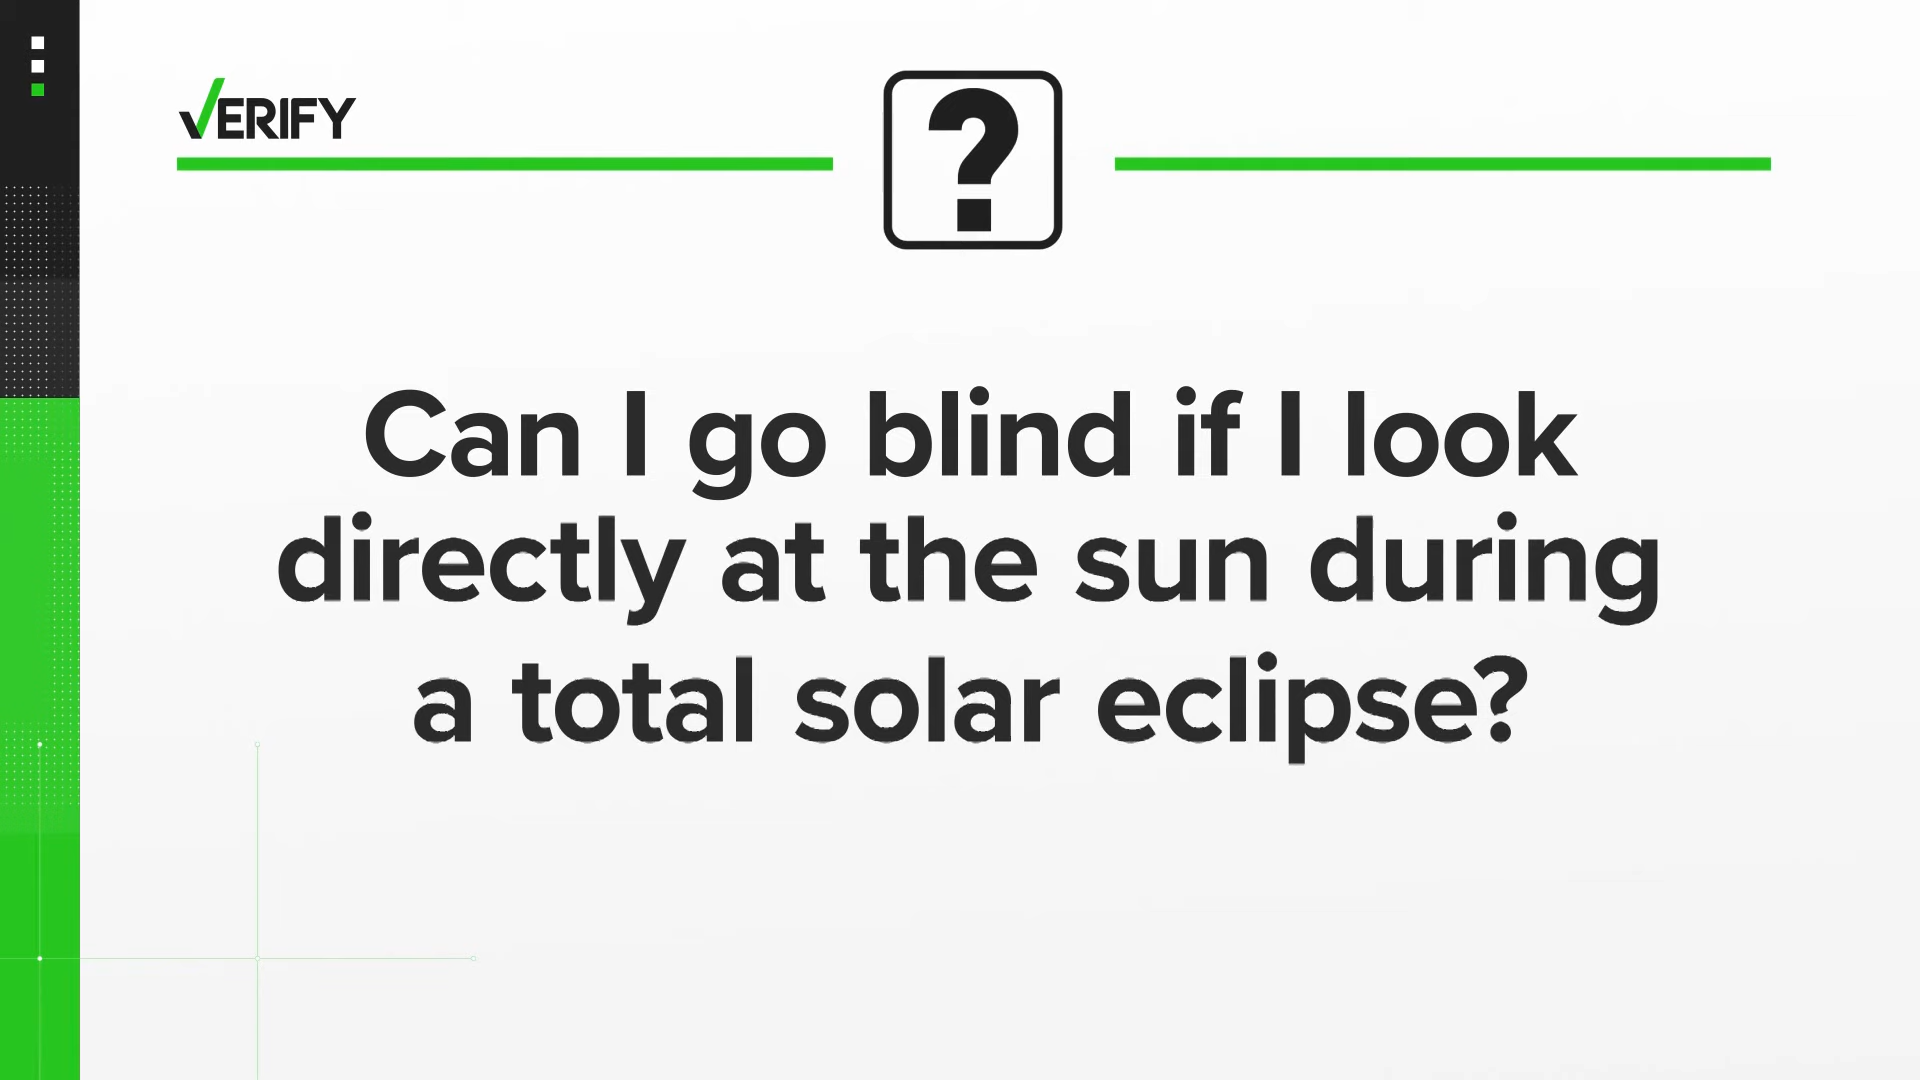 VERIFY
?
Can I go blind if I look
directly at the sun during
a total solar eclipse?